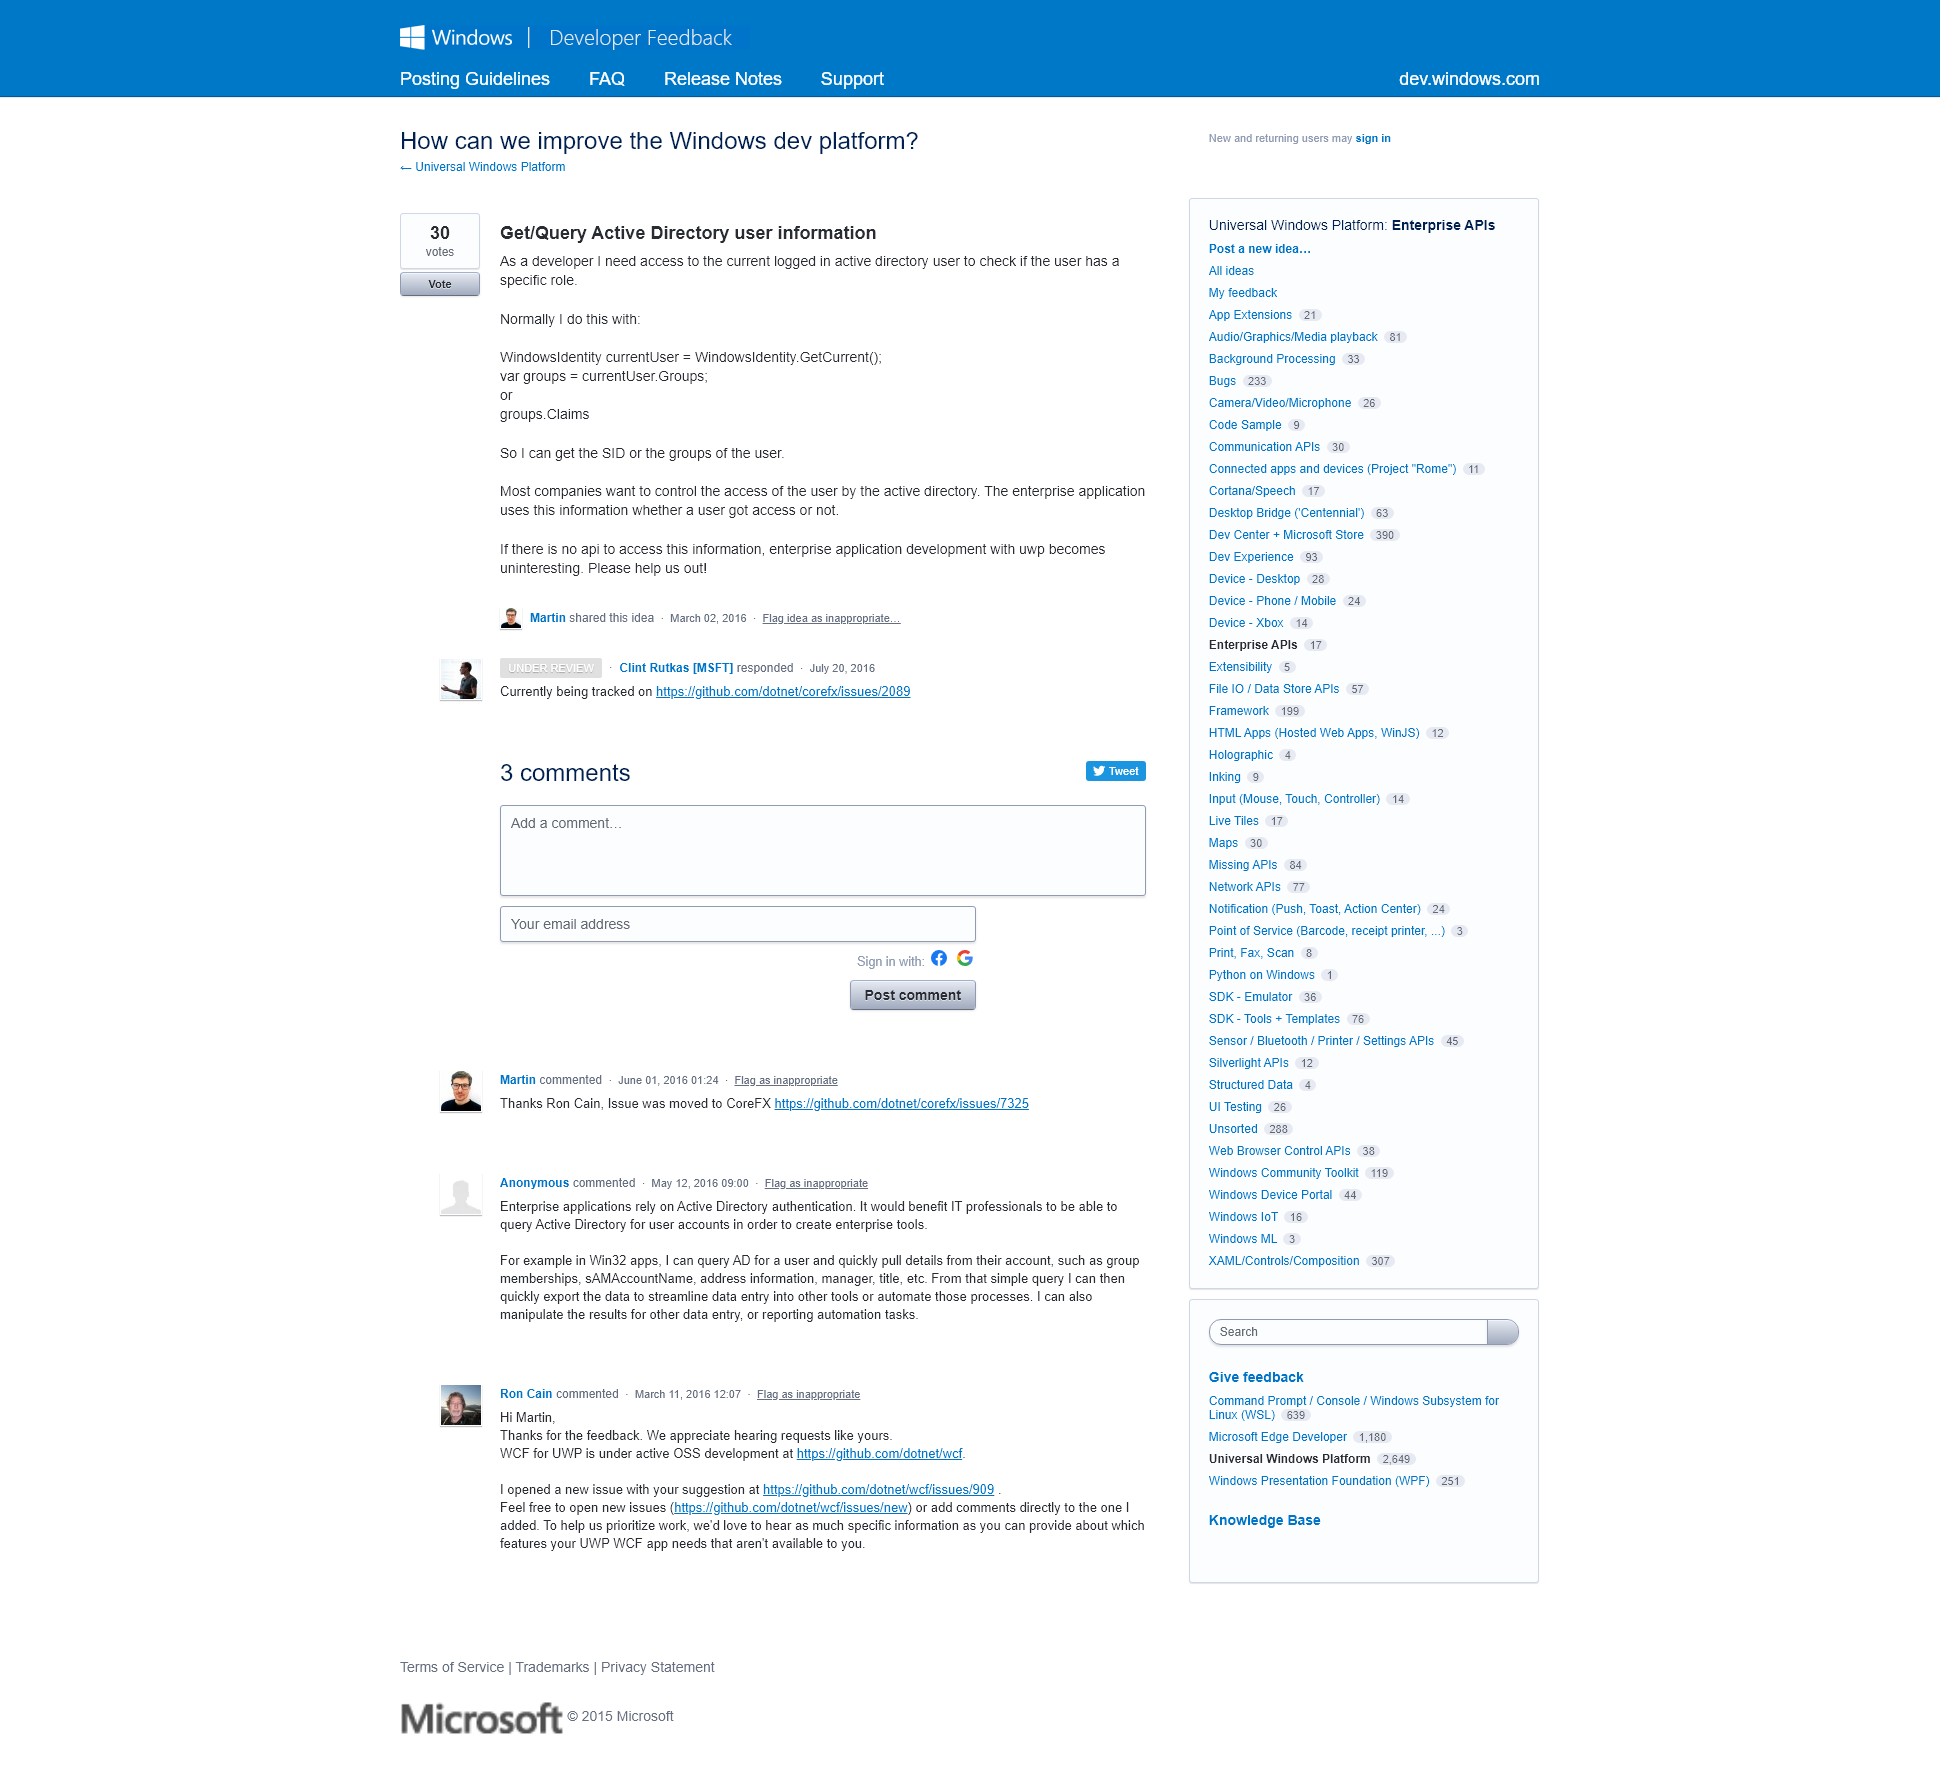 Windows | Developer Feedback
Posting Guidelines FAQ Release Notes Support dev.windows.com
How can we improve the Windows dev platform?
← Universal Windows Platform
New and returning users may sign in
30
votes
Vote
Get/Query Active Directory user information
As a developer I need access to the current logged in active directory user to check if the user has a
specific role.
Normally I do this with:
WindowsIdentity currentUser = WindowsIdentity.GetCurrent();
var groups = currentUser.Groups;
or
groups.Claims
So I can get the SID or the groups of the user.
Most companies want to control the access of the user by the active directory. The enterprise application
uses this information whether a user got access or not.
If there is no api to access this information, enterprise application development with uwp becomes
uninteresting. Please help us out!
Martin shared this idea · March 02, 2016 · Flag idea as inappropriate…
UNDER REVIEW · Clint Rutkas [MSFT] responded · July 20, 2016
Currently being tracked on https://github.com/dotnet/corefx/issues/2089
3 comments
Tweet
Add a comment…
Your email address
Sign in with:
Post comment
Martin commented · June 01, 2016 01:24 · Flag as inappropriate
Thanks Ron Cain, Issue was moved to CoreFX https://github.com/dotnet/corefx/issues/7325
Anonymous commented · May 12, 2016 09:00 · Flag as inappropriate
Enterprise applications rely on Active Directory authentication. It would benefit IT professionals to be able to
query Active Directory for user accounts in order to create enterprise tools.
For example in Win32 apps, I can query AD for a user and quickly pull details from their account, such as group
memberships, sAMAccountName, address information, manager, title, etc. From that simple query I can then
quickly export the data to streamline data entry into other tools or automate those processes. I can also
manipulate the results for other data entry, or reporting automation tasks.
Ron Cain commented · March 11, 2016 12:07 · Flag as inappropriate
Hi Martin,
Thanks for the feedback. We appreciate hearing requests like yours.
WCF for UWP is under active OSS development at https://github.com/dotnet/wcf.
I opened a new issue with your suggestion at https://github.com/dotnet/wcf/issues/909 .
Feel free to open new issues (https://github.com/dotnet/wcf/issues/new) or add comments directly to the one I
added. To help us prioritize work, we'd love to hear as much specific information as you can provide about which
features your UWP WCF app needs that aren't available to you.
Universal Windows Platform: Enterprise APIs
Post a new idea…
All ideas
My feedback
App Extensions 21
Audio/Graphics/Media playback 81
Background Processing 33
Bugs 233
Camera/Video/Microphone 26
Code Sample 9
Communication APIs 30
Connected apps and devices (Project "Rome") 11
Cortana/Speech 17
Desktop Bridge ('Centennial') 63
Dev Center + Microsoft Store 390
Dev Experience 93
Device - Desktop 28
Device - Phone / Mobile 24
Device - Xbox 14
Enterprise APIs 17
Extensibility 5
File IO / Data Store APIs 57
Framework 199
HTML Apps (Hosted Web Apps, WinJS) 12
Holographic 4
Inking 9
Input (Mouse, Touch, Controller) 14
Live Tiles 17
Maps 30
Missing APIs 84
Network APIs 77
Notification (Push, Toast, Action Center) 24
Point of Service (Barcode, receipt printer, ...) 3
Print, Fax, Scan 8
Python on Windows 1
SDK - Emulator 36
SDK - Tools + Templates 76
Sensor / Bluetooth / Printer / Settings APIs 45
Silverlight APIs 12
Structured Data 4
UI Testing 26
Unsorted 288
Web Browser Control APIs 38
Windows Community Toolkit 119
Windows Device Portal 44
Windows IoT 16
Windows ML 3
XAML/Controls/Composition 307
Search
Give feedback
Command Prompt / Console / Windows Subsystem for
Linux (WSL) 639
Microsoft Edge Developer 1,180
Universal Windows Platform 2,649
Windows Presentation Foundation (WPF) 251
Knowledge Base
Terms of Service | Trademarks | Privacy Statement
Microsoft © 2015 Microsoft